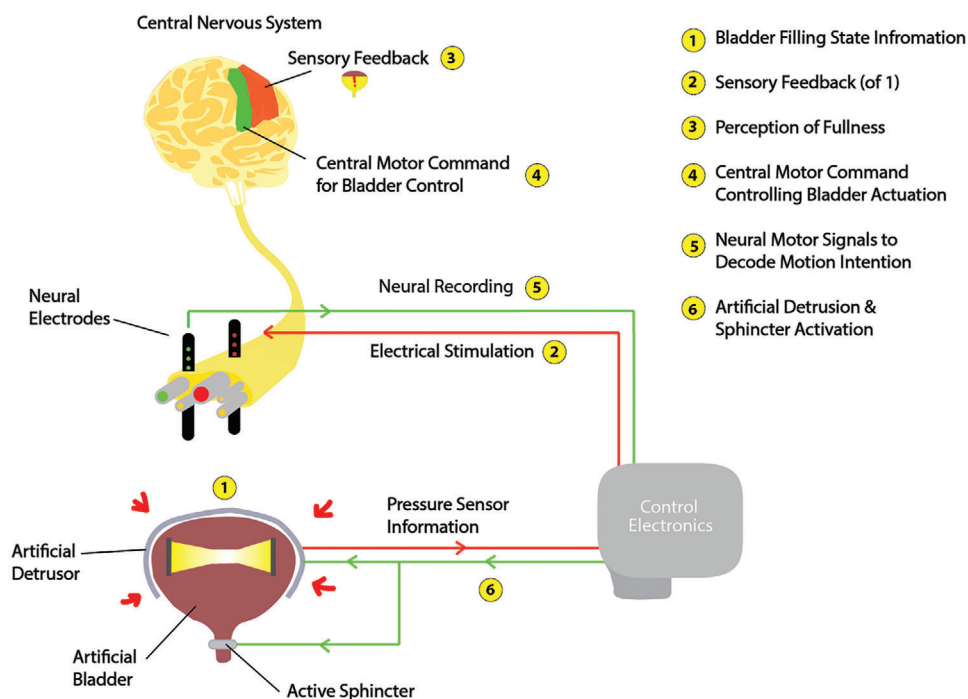 Central Nervous System
Sensory Feedback 3
Central Motor Command
for Bladder Control 4
Neural
Electrodes
Neural Recording 5
Electrical Stimulation 2
1
Pressure Sensor
Information
Control
Electronics
Artificial
Detrusor
6
Artificial
Bladder
Active Sphincter
1 Bladder Filling State Infromation
2 Sensory Feedback (of 1)
3 Perception of Fullness
4 Central Motor Command
Controlling Bladder Actuation
5 Neural Motor Signals to
Decode Motion Intention
6 Artificial Detrusion &
Sphincter Activation